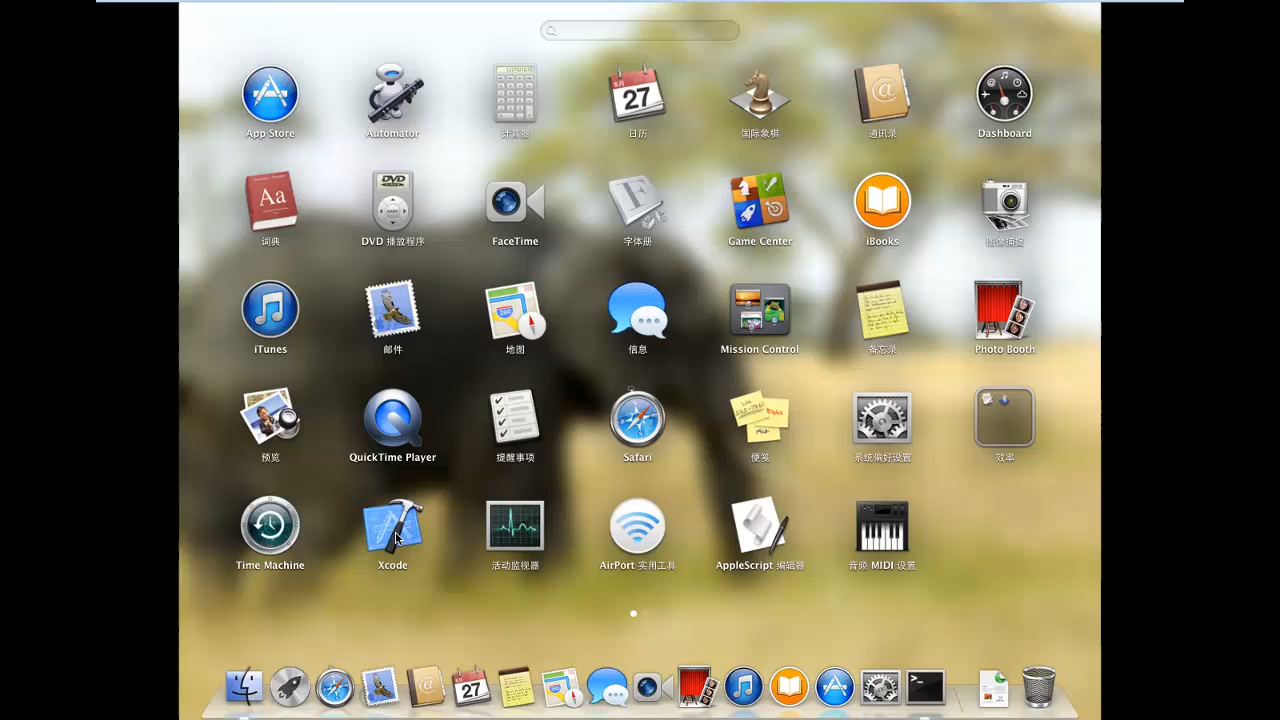 App Store
Automator
计算器
日历
国际象棋
通讯录
Dashboard
词典
DVD 播放程序
FaceTime
字体册
Game Center
iBooks
图像捕捉
iTunes
邮件
地图
信息
Mission Control
备忘录
Photo Booth
预览
QuickTime Player
提醒事项
Safari
便笺
系统偏好设置
效率
Time Machine
Xcode
活动监视器
AirPort 实用工具
AppleScript 编辑器
音频 MIDI 设置
27
Aa
DVD
280
27